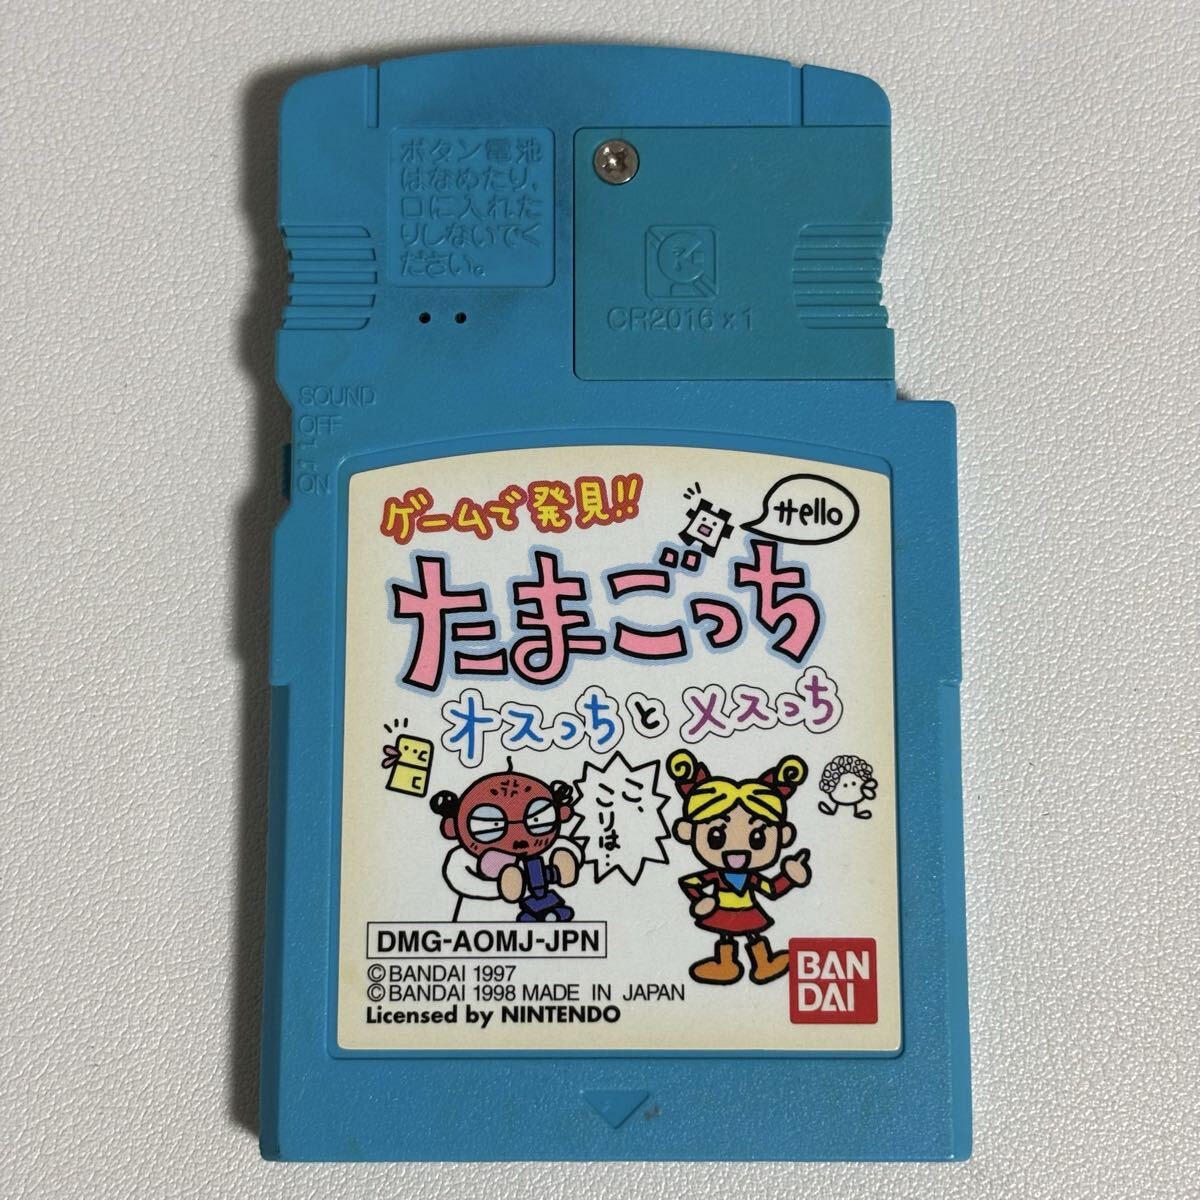 ボタン電池
はなめたり、
口に入れた
りしないでく
ださい。
CR2016 x 1
SOUND
OFF
ON
ゲームで発見!!
Hello
たまごっち
オスっちとメスっち
こ、
こりは…
DMG-AOMJ-JPN
©BANDAI 1997
©BANDAI 1998 MADE IN JAPAN
Licensed by NINTENDO
BAN
DAI